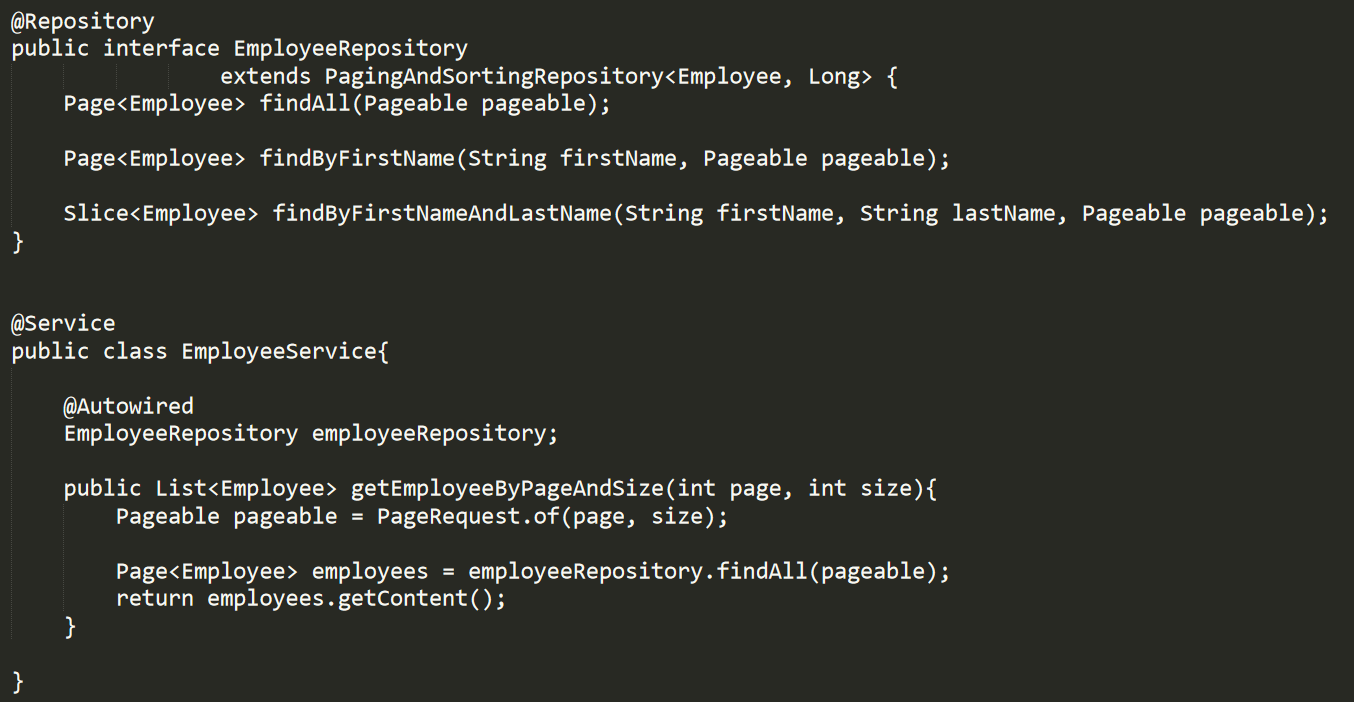 @Repository
public interface EmployeeRepository
extends PagingAndSortingRepository<Employee, Long> {
Page<Employee> findAll(Pageable pageable);
Page<Employee> findByFirstName(String firstName, Pageable pageable);
Slice<Employee> findByFirstNameAndLastName(String firstName, String lastName, Pageable pageable);
}
@Service
public class EmployeeService{
@Autowired
EmployeeRepository employeeRepository;
public List<Employee> getEmployeeByPageAndSize(int page, int size){
Pageable pageable = PageRequest.of(page, size);
Page<Employee> employees = employeeRepository.findAll(pageable);
return employees.getContent();
}
}